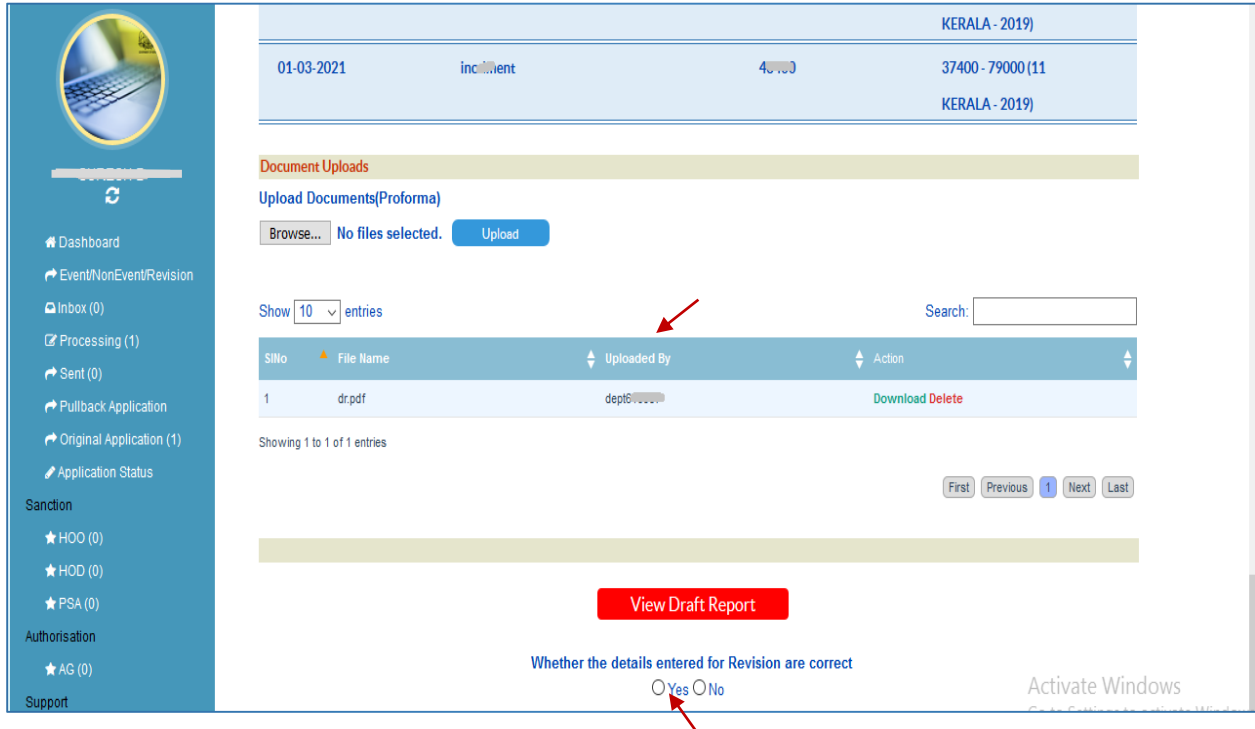 KERALA - 2019)
01-03-2021 37400 - 79000 (11
KERALA - 2019)
Document Uploads
Upload Documents(Proforma)
Browse... No files selected. Upload
Show 10 entries Search:
SlNo File Name Uploaded By Action
1 dr.pdf Download Delete
Showing 1 to 1 of 1 entries
First Previous 1 Next Last
View Draft Report
Whether the details entered for Revision are correct
Yes No
Dashboard
Event/NonEvent/Revision
Inbox (0)
Processing (1)
Sent (0)
Pullback Application
Original Application (1)
Application Status
Sanction
HOO (0)
HOD (0)
PSA (0)
Authorisation
AG (0)
Support
Activate Windows